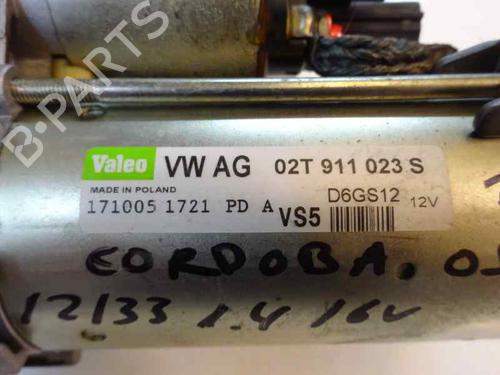 B-PARTS
Valeo VW AG 02T 911 023 S
MADE IN POLAND D6GS12 12V
171005 1721 PD A VS5
CORDOBA. 05
12133 1.4 16V